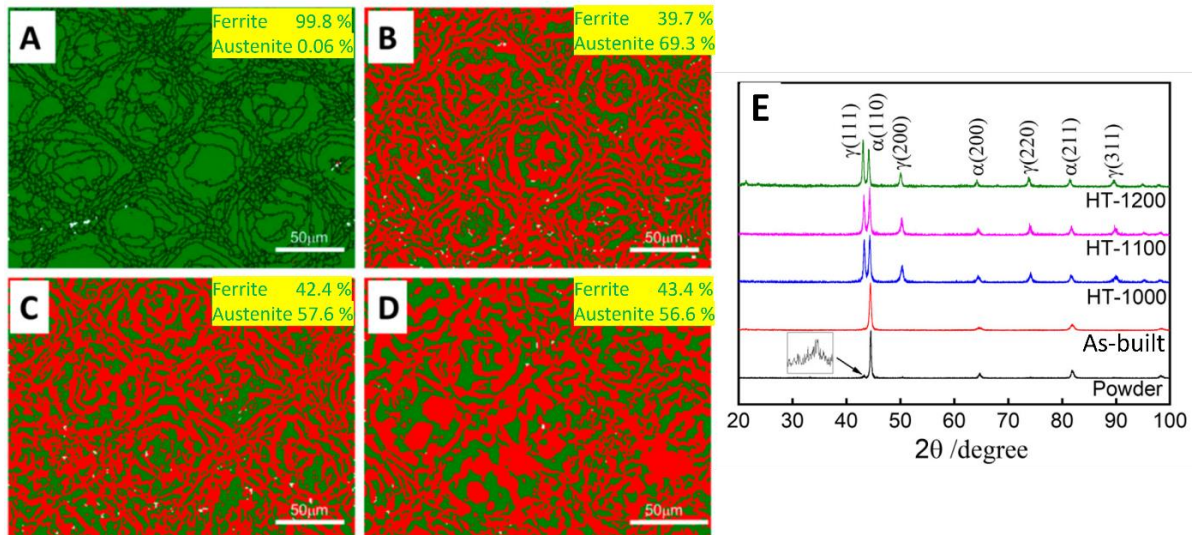 A
Ferrite 99.8 %
Austenite 0.06 %
50μm
B
Ferrite 39.7 %
Austenite 69.3 %
50μm
C
Ferrite 42.4 %
Austenite 57.6 %
50μm
D
Ferrite 43.4 %
Austenite 56.6 %
50μm
E
γ(111)
α(110)
γ(200)
α(200)
γ(220)
α(211)
γ(311)
HT-1200
HT-1100
HT-1000
As-built
Powder
20 30 40 50 60 70 80 90 100
2θ /degree